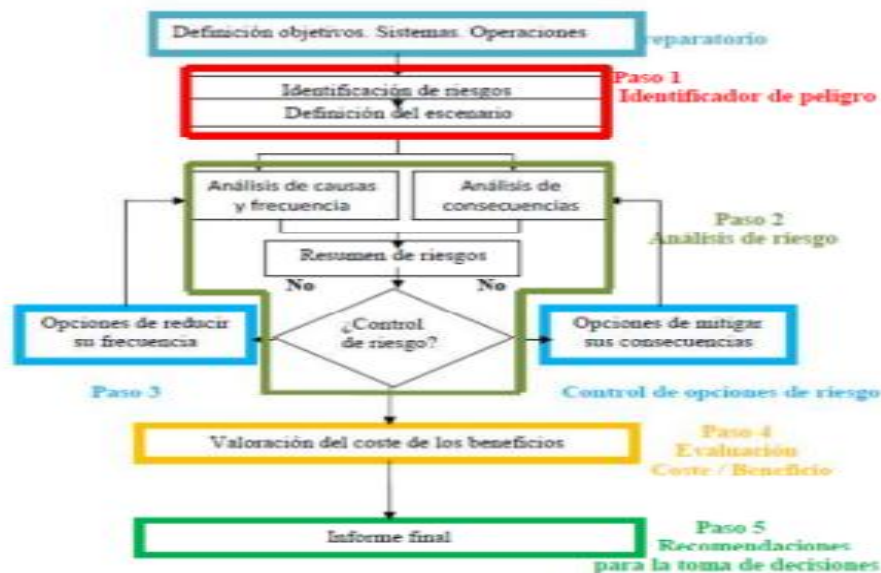 Definición objetivos. Sistemas. Operaciones
reparatorio
Paso 1
Identificador de peligro
Identificación de riesgos
Definición del escenario
Análisis de causas
y frecuencia
Análisis de
consecuencias
Paso 2
Análisis de riesgo
Resumen de riesgos
No
No
Opciones de reducir
su frecuencia
¿Control
de riesgo?
Opciones de mitigar
sus consecuencias
Paso 3
Control de opciones de riesgo
Valoración del coste de los beneficios
Paso 4
Evaluación
Coste / Beneficio
Informe final
Paso 5
Recomendaciones
para la toma de decisiones